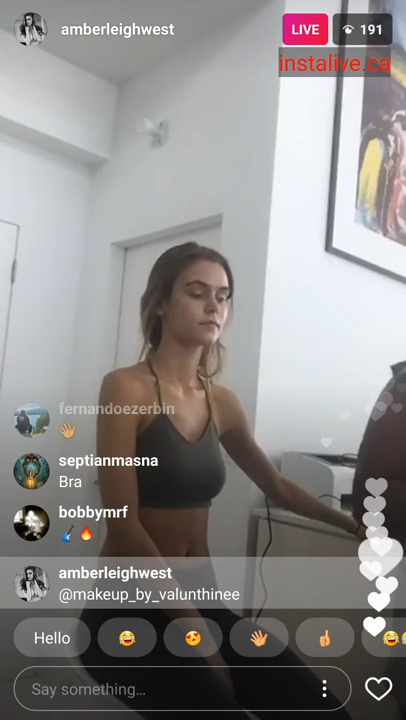 amberleighwest
LIVE
191
instalive.ca
fernandoezerbin
👋
septianmasna
Bra
bobbymrf
🎸🔥
amberleighwest
@makeup_by_valunthinee
Hello 😂 😍 👋 👍 😂
Say something...